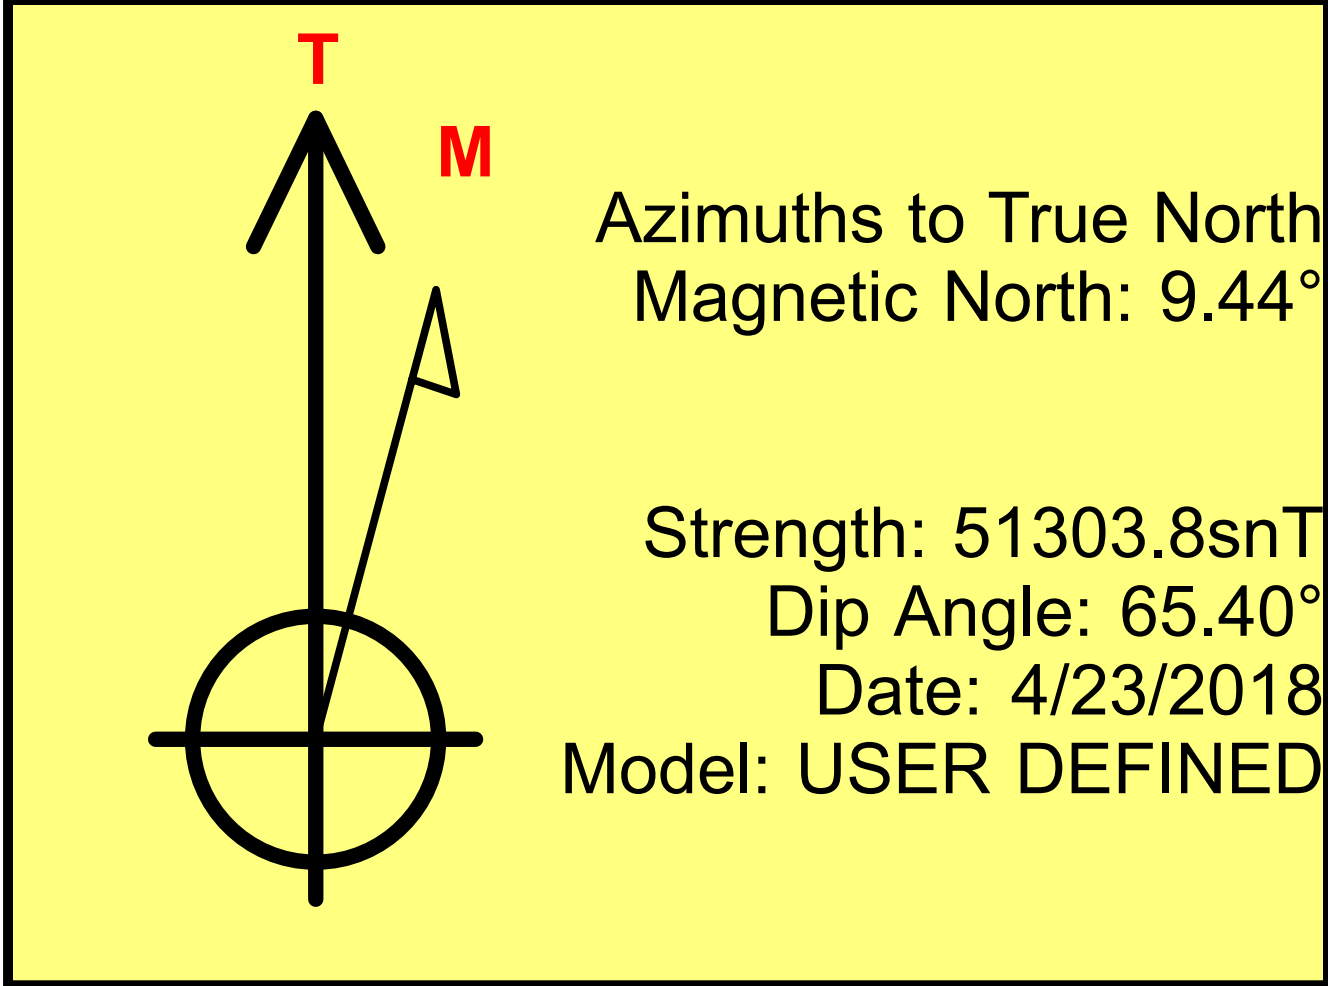 T
M
Azimuths to True North
Magnetic North: 9.44°
Strength: 51303.8snT
Dip Angle: 65.40°
Date: 4/23/2018
Model: USER DEFINED